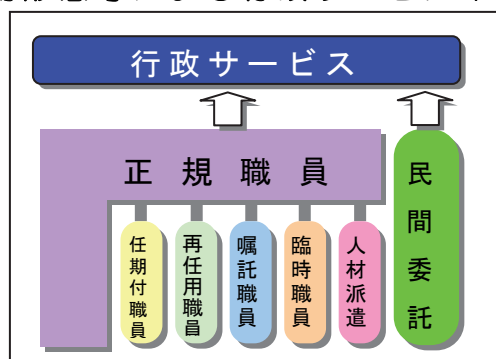 行政サービス
正規職員
民間委託
任期付職員
再任用職員
嘱託職員
臨時職員
人材派遣